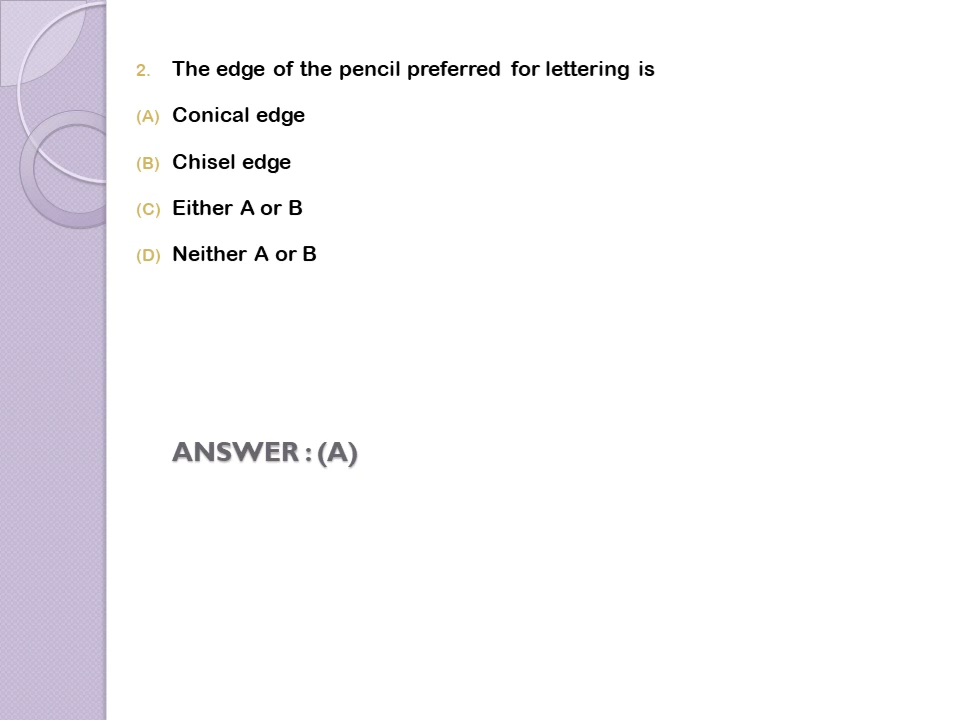 2. The edge of the pencil preferred for lettering is
(A) Conical edge
(B) Chisel edge
(C) Either A or B
(D) Neither A or B
ANSWER : (A)